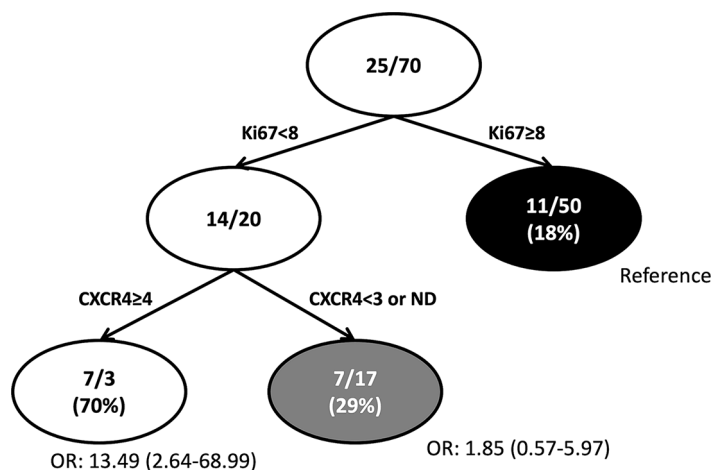 25/70
Ki67<8
Ki67≥8
14/20
11/50
(18%)
Reference
CXCR4≥4
CXCR4<3 or ND
7/3
(70%)
7/17
(29%)
OR: 13.49 (2.64-68.99)
OR: 1.85 (0.57-5.97)